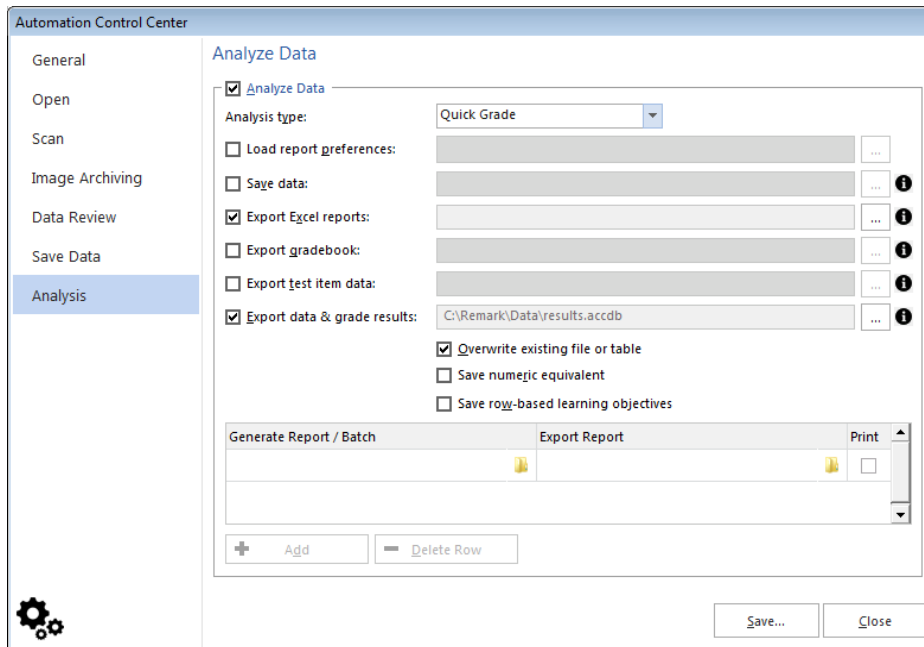 Automation Control Center
General
Open
Scan
Image Archiving
Data Review
Save Data
Analysis
Analyze Data
Analyze Data
Analysis type: Quick Grade
Load report preferences: ...
Save data: ...
Export Excel reports: ...
Export gradebook: ...
Export test item data: ...
Export data & grade results: C:\Remark\Data\results.accdb ...
Overwrite existing file or table
Save numeric equivalent
Save row-based learning objectives
Generate Report / Batch Export Report Print
Add Delete Row
Save... Close